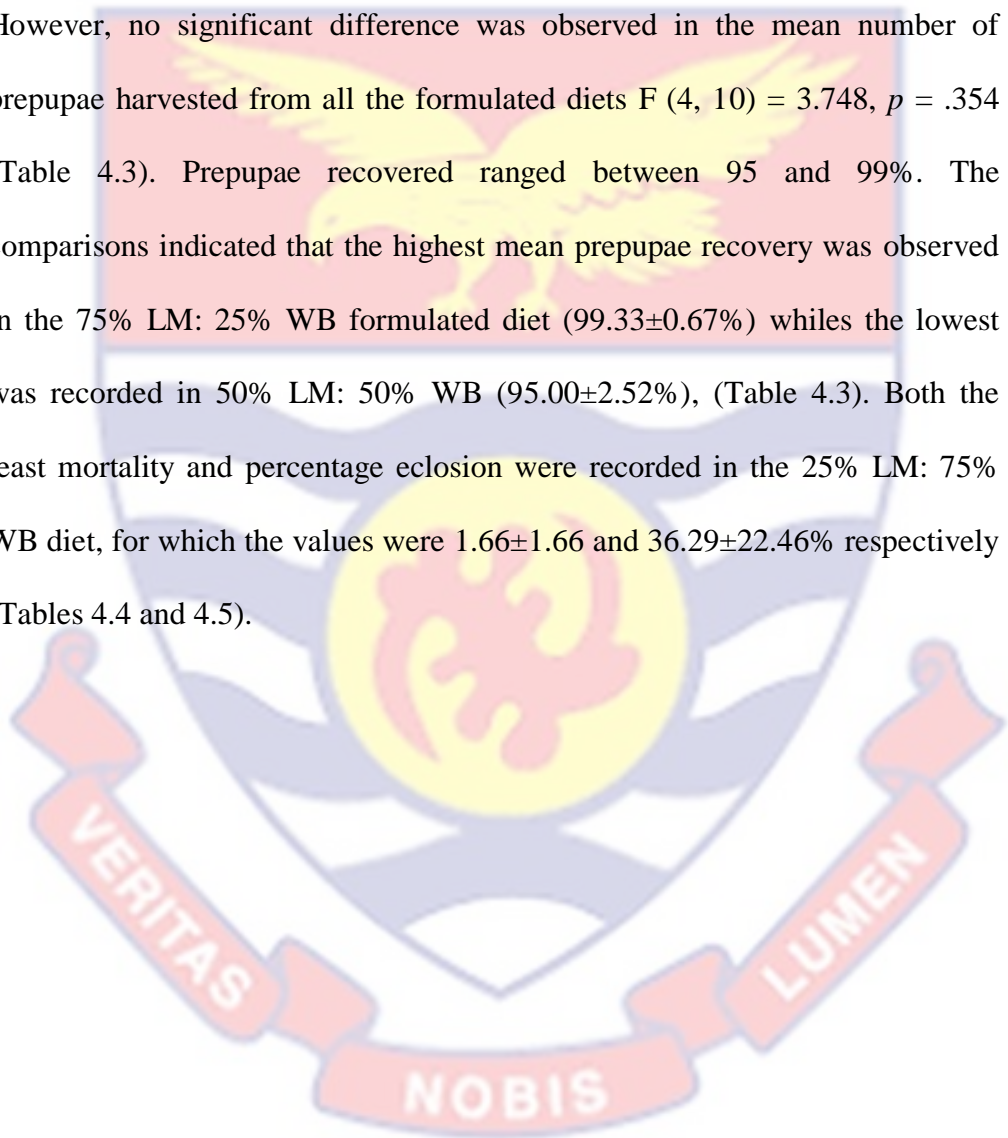 However, no significant difference was observed in the mean number of
prepupae harvested from all the formulated diets F (4, 10) = 3.748, p = .354
(Table 4.3). Prepupae recovered ranged between 95 and 99%. The
comparisons indicated that the highest mean prepupae recovery was observed
in the 75% LM: 25% WB formulated diet (99.33±0.67%) whiles the lowest
was recorded in 50% LM: 50% WB (95.00±2.52%), (Table 4.3). Both the
least mortality and percentage eclosion were recorded in the 25% LM: 75%
WB diet, for which the values were 1.66±1.66 and 36.29±22.46% respectively
(Tables 4.4 and 4.5).
VERITAS
NOBIS
LUMEN